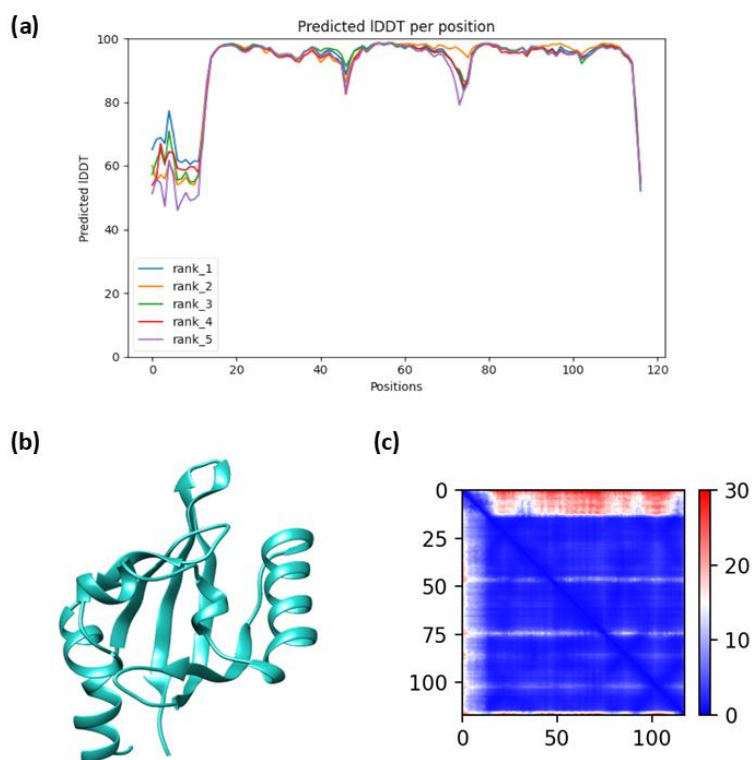 (a)
Predicted lDDT per position
100
80
60
40
20
0
Predicted lDDT
rank_1
rank_2
rank_3
rank_4
rank_5
0 20 40 60 80 100 120
Positions
(b)
(c)
0
25
50
75
100
0 50 100
30
20
10
0